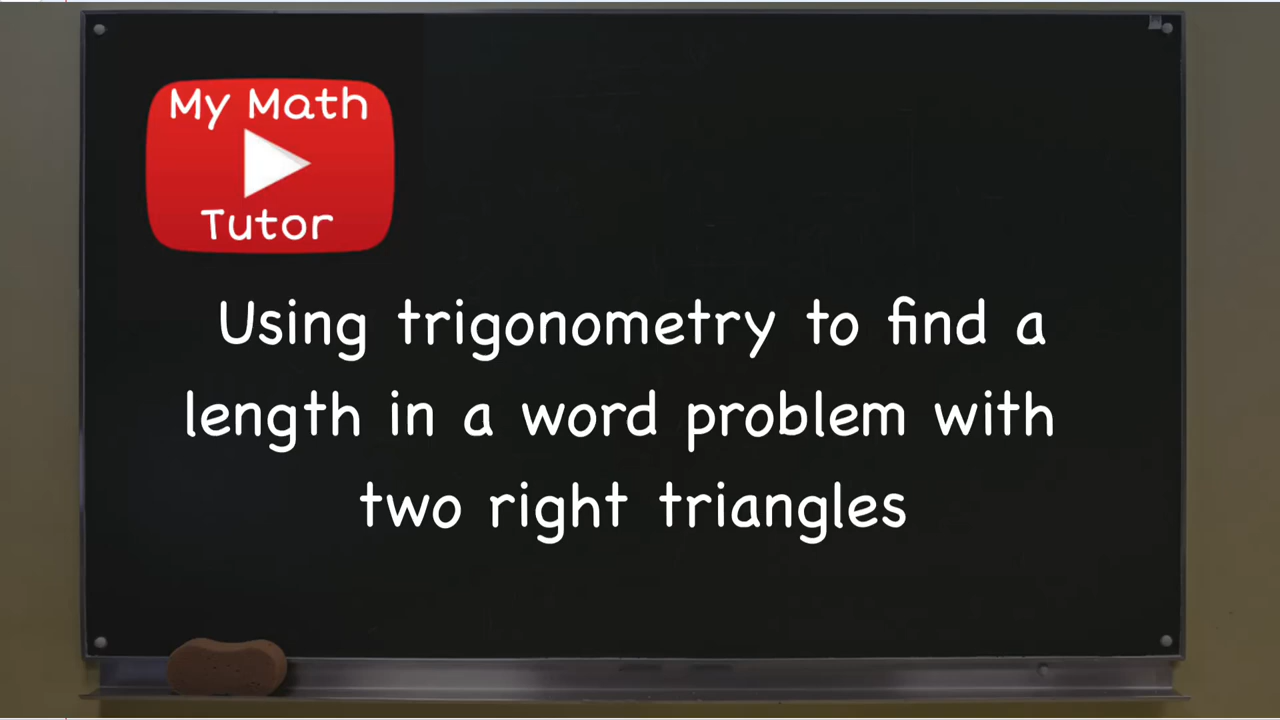 My Math
Tutor
Using trigonometry to find a
length in a word problem with
two right triangles